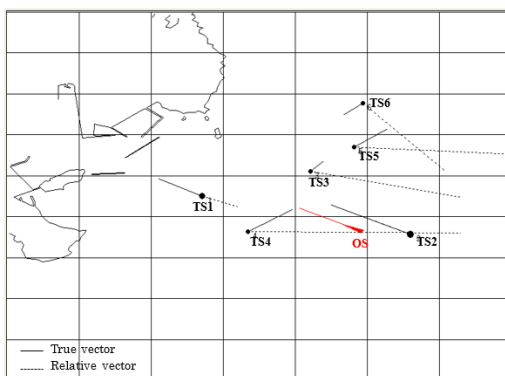 TS6
TS5
TS3
TS1
TS4
OS
TS2
True vector
Relative vector